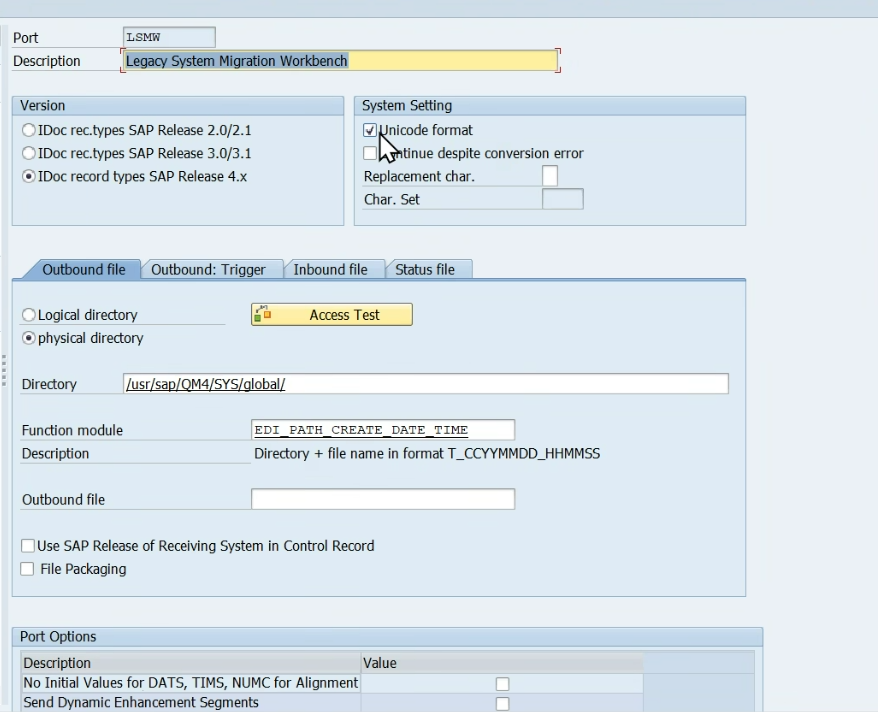 Port LSMW
Description Legacy System Migration Workbench
Version
IDoc rec.types SAP Release 2.0/2.1
IDoc rec.types SAP Release 3.0/3.1
IDoc record types SAP Release 4.x
System Setting
Unicode format
ntinue despite conversion error
Replacement char.
Char. Set
Outbound file Outbound: Trigger Inbound file Status file
Logical directory Access Test
physical directory
Directory /usr/sap/QM4/SYS/global/
Function module EDI_PATH_CREATE_DATE_TIME
Description Directory + file name in format T_CCYYMMDD_HHMMSS
Outbound file
Use SAP Release of Receiving System in Control Record
File Packaging
Port Options
Description Value
No Initial Values for DATS, TIMS, NUMC for Alignment
Send Dynamic Enhancement Segments